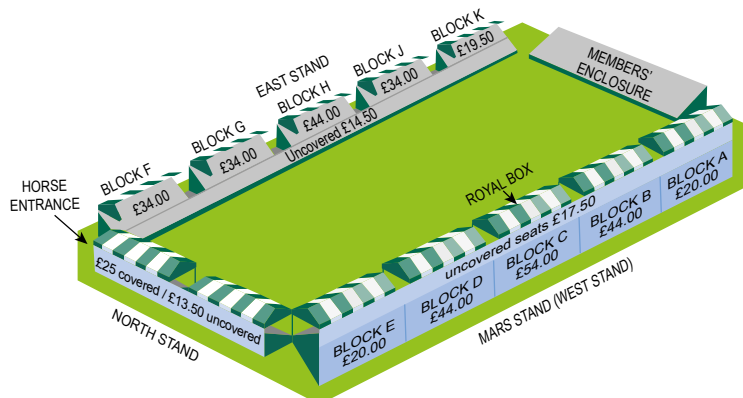 BLOCK K
£19.50
BLOCK J
£34.00
EAST STAND
BLOCK H
£44.00
Uncovered £14.50
BLOCK G
£34.00
BLOCK F
£34.00
MEMBERS'
ENCLOSURE
HORSE
ENTRANCE
ROYAL BOX
uncovered seats £17.50
BLOCK A
£20.00
BLOCK B
£44.00
BLOCK C
£54.00
BLOCK D
£44.00
BLOCK E
£20.00
MARS STAND (WEST STAND)
£25 covered / £13.50 uncovered
NORTH STAND